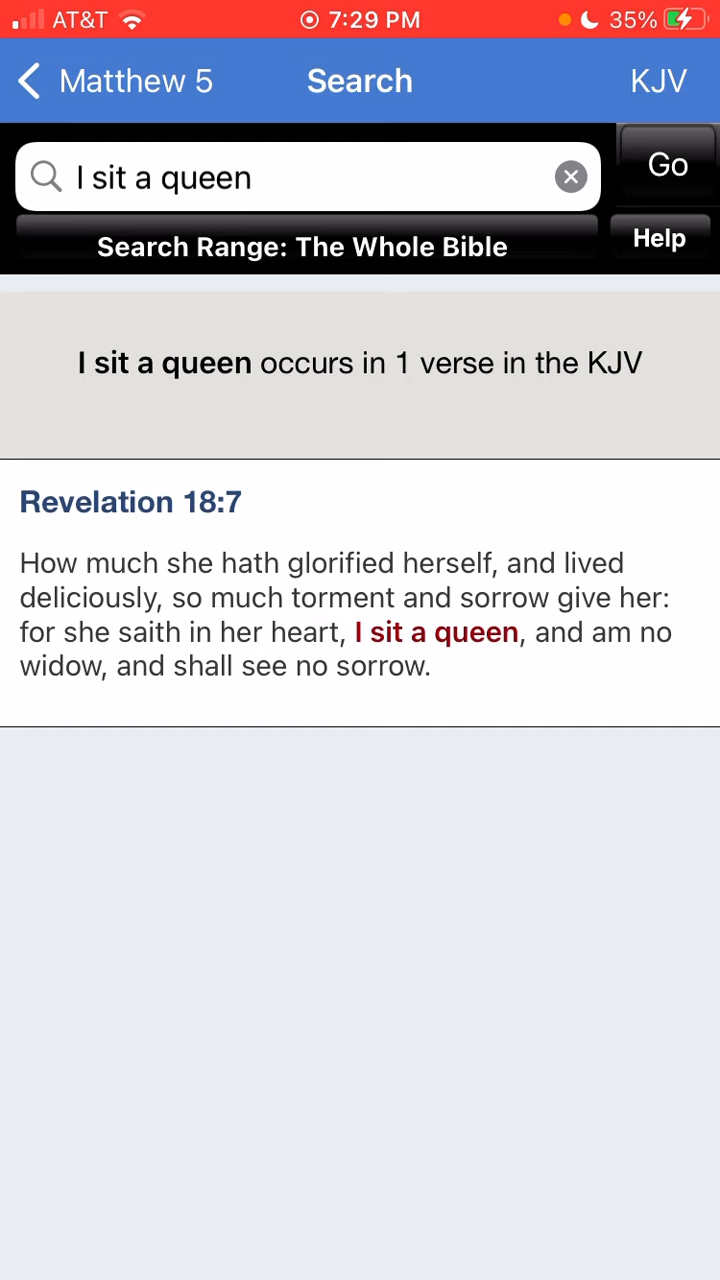 AT&T 7:29 PM 35%
Matthew 5 Search KJV
I sit a queen Go
Search Range: The Whole Bible Help
I sit a queen occurs in 1 verse in the KJV
Revelation 18:7
How much she hath glorified herself, and lived
deliciously, so much torment and sorrow give her:
for she saith in her heart, I sit a queen, and am no
widow, and shall see no sorrow.